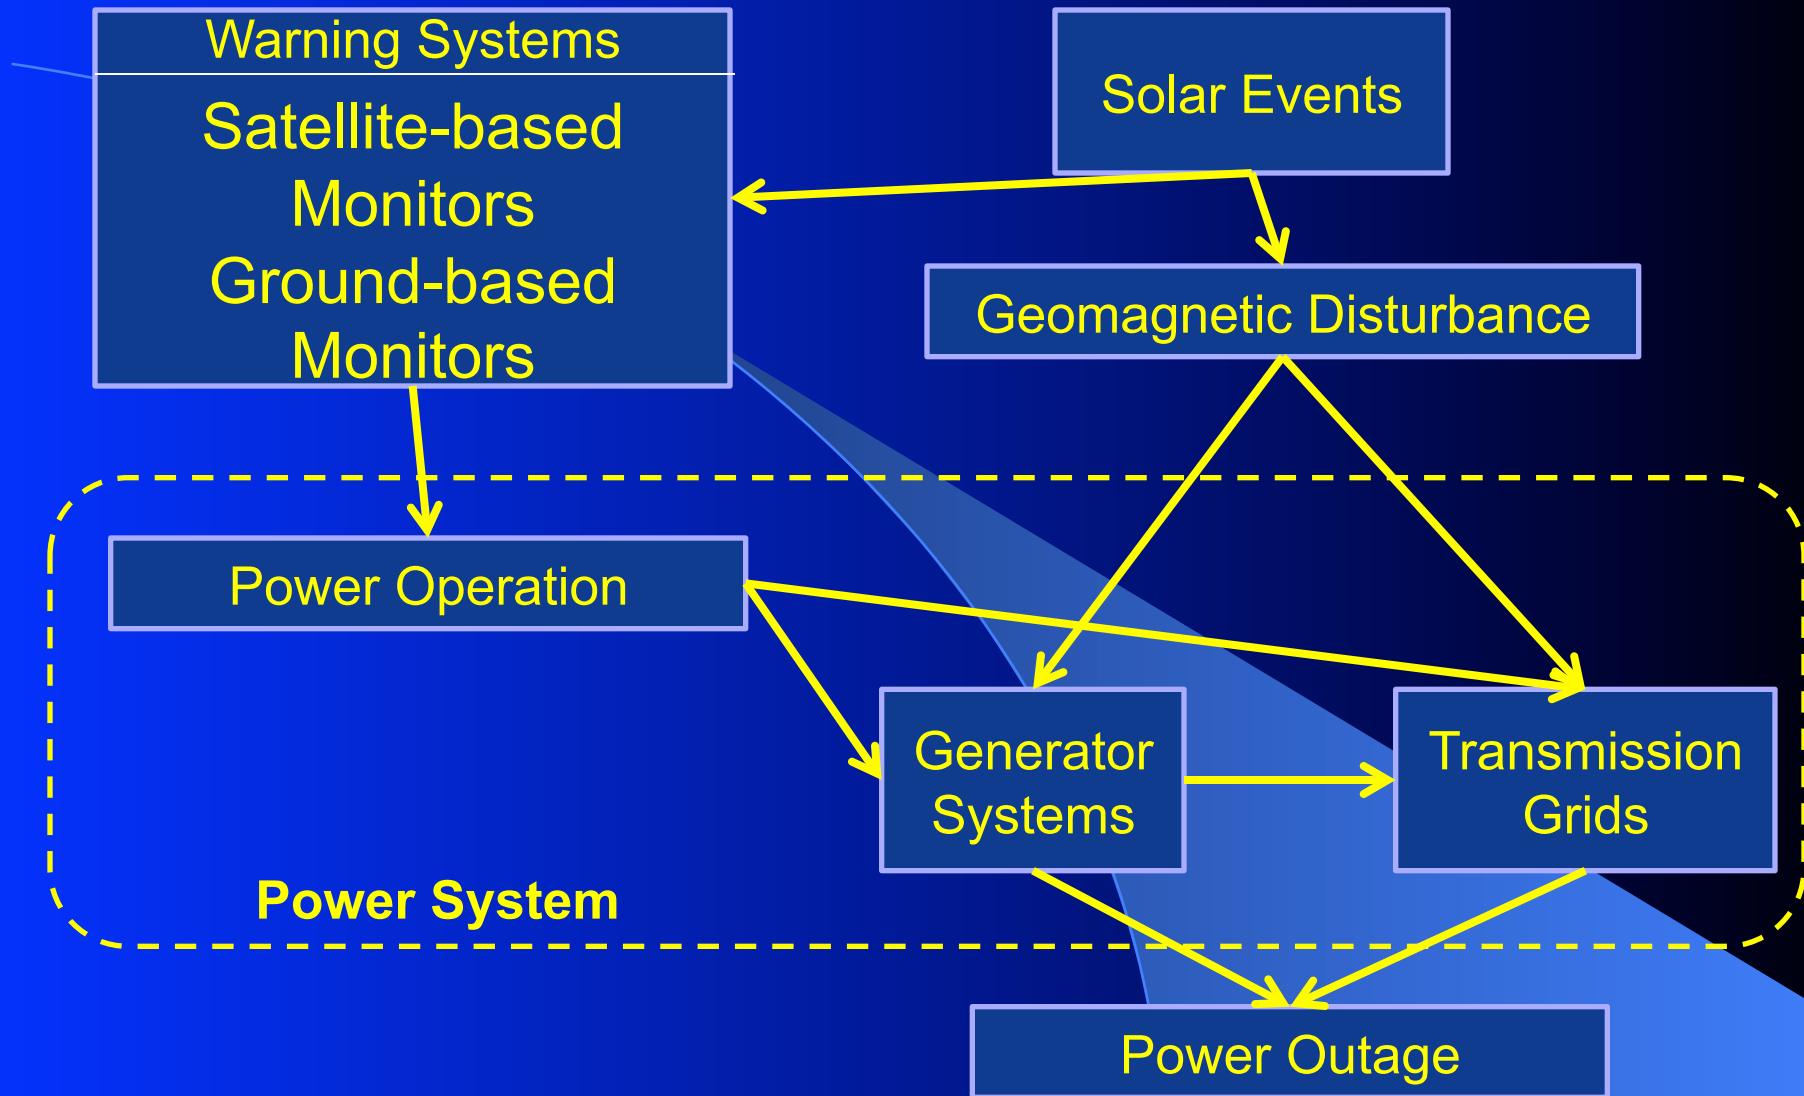 Warning Systems
Satellite-based
Monitors
Ground-based
Monitors
Solar Events
Geomagnetic Disturbance
Power Operation
Generator
Systems
Transmission
Grids
Power System
Power Outage